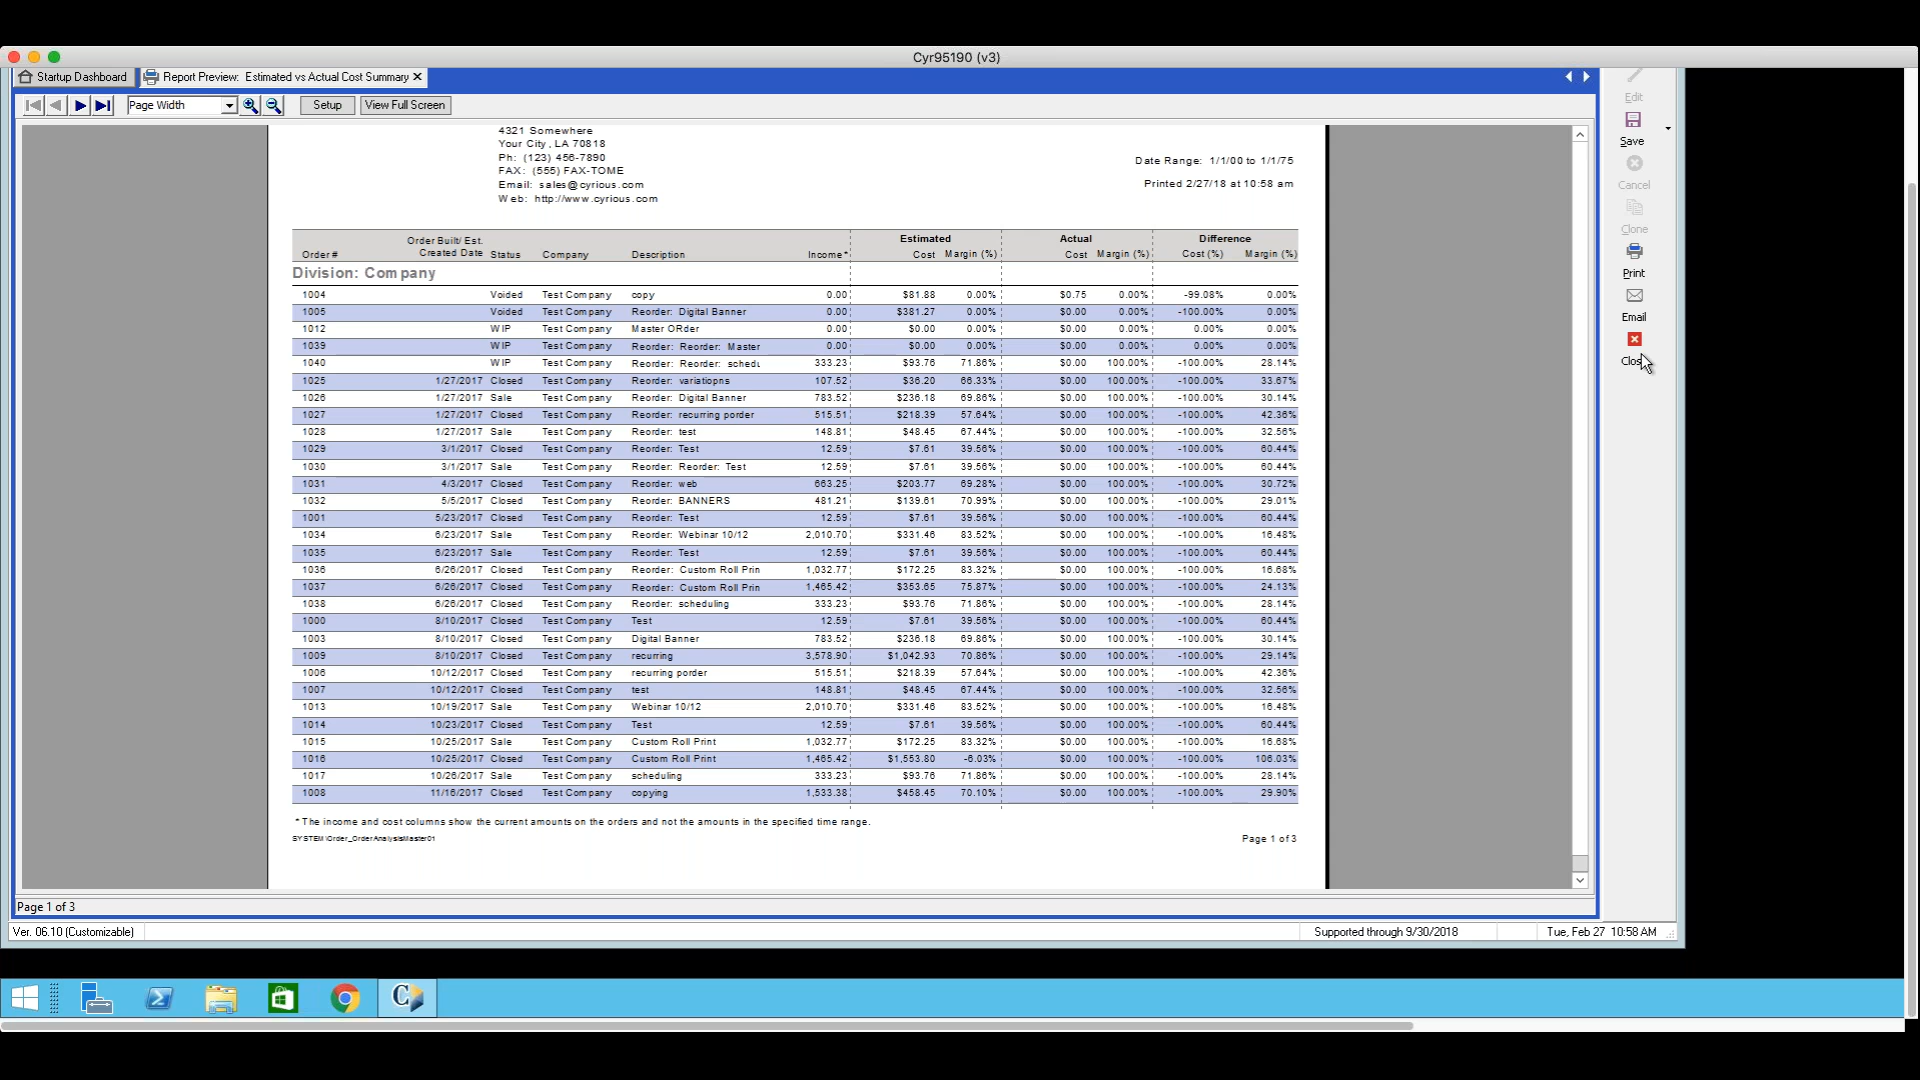 Cyr95190 (v3)
Startup Dashboard Report Preview: Estimated vs Actual Cost Summary
Page Width Setup View Full Screen
Edit
Save
Cancel
Clone
Print
Email
4321 Somewhere
Your City, LA 70818
Ph: (123) 456-7890
FAX: (555) FAX-TOME
Email: sales@cyrious.com
Web: http://www.cyrious.com
Date Range: 1/1/00 to 1/1/75
Printed 2/27/18 at 10:58 am
Estimated Actual Difference
Order # Order Built/ Est. Created Date Status Company Description Income* Cost Margin (%) Cost Margin (%) Cost (%) Margin (%)
Division: Company
1004 Voided Test Company copy 0.00 $81.88 0.00% $0.75 0.00% -99.08% 0.00%
1005 Voided Test Company Reorder: Digital Banner 0.00 $381.27 0.00% $0.00 0.00% -100.00% 0.00%
1012 WIP Test Company Master ORder 0.00 $0.00 0.00% $0.00 0.00% 0.00% 0.00%
1039 WIP Test Company Reorder: Reorder: Master 0.00 $0.00 0.00% $0.00 0.00% 0.00% 0.00%
1040 WIP Test Company Reorder: Reorder: schedu 333.23 $93.76 71.86% $0.00 100.00% -100.00% 28.14%
1025 1/27/2017 Closed Test Company Reorder: variatiopns 107.52 $36.20 66.33% $0.00 100.00% -100.00% 33.67%
1026 1/27/2017 Sale Test Company Reorder: Digital Banner 783.52 $236.18 69.86% $0.00 100.00% -100.00% 30.14%
1027 1/27/2017 Closed Test Company Reorder: recurring porder 515.51 $218.39 57.64% $0.00 100.00% -100.00% 42.36%
1028 1/27/2017 Sale Test Company Reorder: test 148.81 $48.45 67.44% $0.00 100.00% -100.00% 32.56%
1029 3/1/2017 Closed Test Company Reorder: Test 12.59 $7.61 39.56% $0.00 100.00% -100.00% 60.44%
1030 3/1/2017 Sale Test Company Reorder: Reorder: Test 12.59 $7.61 39.56% $0.00 100.00% -100.00% 60.44%
1031 4/3/2017 Closed Test Company Reorder: web 663.25 $203.77 69.28% $0.00 100.00% -100.00% 30.72%
1032 5/5/2017 Closed Test Company Reorder: BANNERS 481.21 $139.61 70.99% $0.00 100.00% -100.00% 29.01%
1001 5/23/2017 Closed Test Company Reorder: Test 12.59 $7.61 39.56% $0.00 100.00% -100.00% 60.44%
1034 6/23/2017 Sale Test Company Reorder: Webinar 10/12 2,010.70 $331.46 83.52% $0.00 100.00% -100.00% 16.48%
1035 6/23/2017 Sale Test Company Reorder: Test 12.59 $7.61 39.56% $0.00 100.00% -100.00% 60.44%
1036 6/26/2017 Closed Test Company Reorder: Custom Roll Prin 1,032.77 $172.25 83.32% $0.00 100.00% -100.00% 16.68%
1037 6/26/2017 Closed Test Company Reorder: Custom Roll Prin 1,465.42 $353.65 75.87% $0.00 100.00% -100.00% 24.13%
1038 6/26/2017 Closed Test Company Reorder: scheduling 333.23 $93.76 71.86% $0.00 100.00% -100.00% 28.14%
1000 8/10/2017 Closed Test Company Test 12.59 $7.61 39.56% $0.00 100.00% -100.00% 60.44%
1003 8/10/2017 Closed Test Company Digital Banner 783.52 $236.18 69.86% $0.00 100.00% -100.00% 30.14%
1009 8/10/2017 Closed Test Company recurring 3,578.90 $1,042.93 70.86% $0.00 100.00% -100.00% 29.14%
1006 10/12/2017 Closed Test Company recurring porder 515.51 $218.39 57.64% $0.00 100.00% -100.00% 42.36%
1007 10/12/2017 Closed Test Company test 148.81 $48.45 67.44% $0.00 100.00% -100.00% 32.56%
1013 10/19/2017 Sale Test Company Webinar 10/12 2,010.70 $331.46 83.52% $0.00 100.00% -100.00% 16.48%
1014 10/23/2017 Closed Test Company Test 12.59 $7.61 39.56% $0.00 100.00% -100.00% 60.44%
1015 10/25/2017 Sale Test Company Custom Roll Print 1,032.77 $172.25 83.32% $0.00 100.00% -100.00% 16.68%
1016 10/25/2017 Closed Test Company Custom Roll Print 1,465.42 $1,553.80 -6.03% $0.00 100.00% -100.00% 106.03%
1017 10/26/2017 Sale Test Company scheduling 333.23 $93.76 71.86% $0.00 100.00% -100.00% 28.14%
1008 11/16/2017 Closed Test Company copying 1,533.38 $458.45 70.10% $0.00 100.00% -100.00% 29.90%
* The income and cost columns show the current amounts on the orders and not the amounts in the specified time range.
SYSTEM\Order_OrderAnalysisMaster01 Page 1 of 3
Page 1 of 3
Ver. 06.10 (Customizable) Supported through 9/30/2018 Tue, Feb 27 10:58 AM